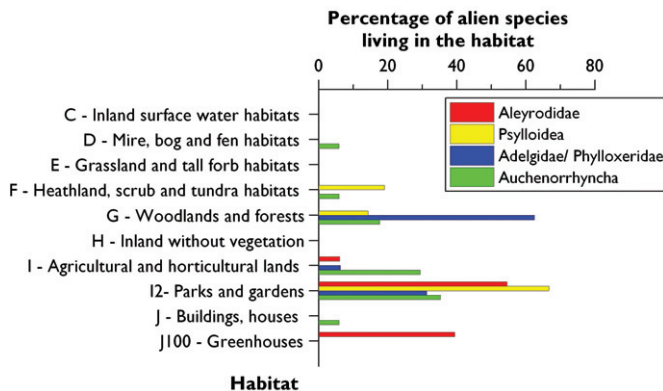 Percentage of alien species
living in the habitat
0 20 40 60 80
Aleyrodidae
Psylloidea
Adelgidae/ Phylloxeridae
Auchenorrhyncha
C - Inland surface water habitats
D - Mire, bog and fen habitats
E - Grassland and tall forb habitats
F - Heathland, scrub and tundra habitats
G - Woodlands and forests
H - Inland without vegetation
I - Agricultural and horticultural lands
I2- Parks and gardens
J - Buildings, houses
J100 - Greenhouses
Habitat